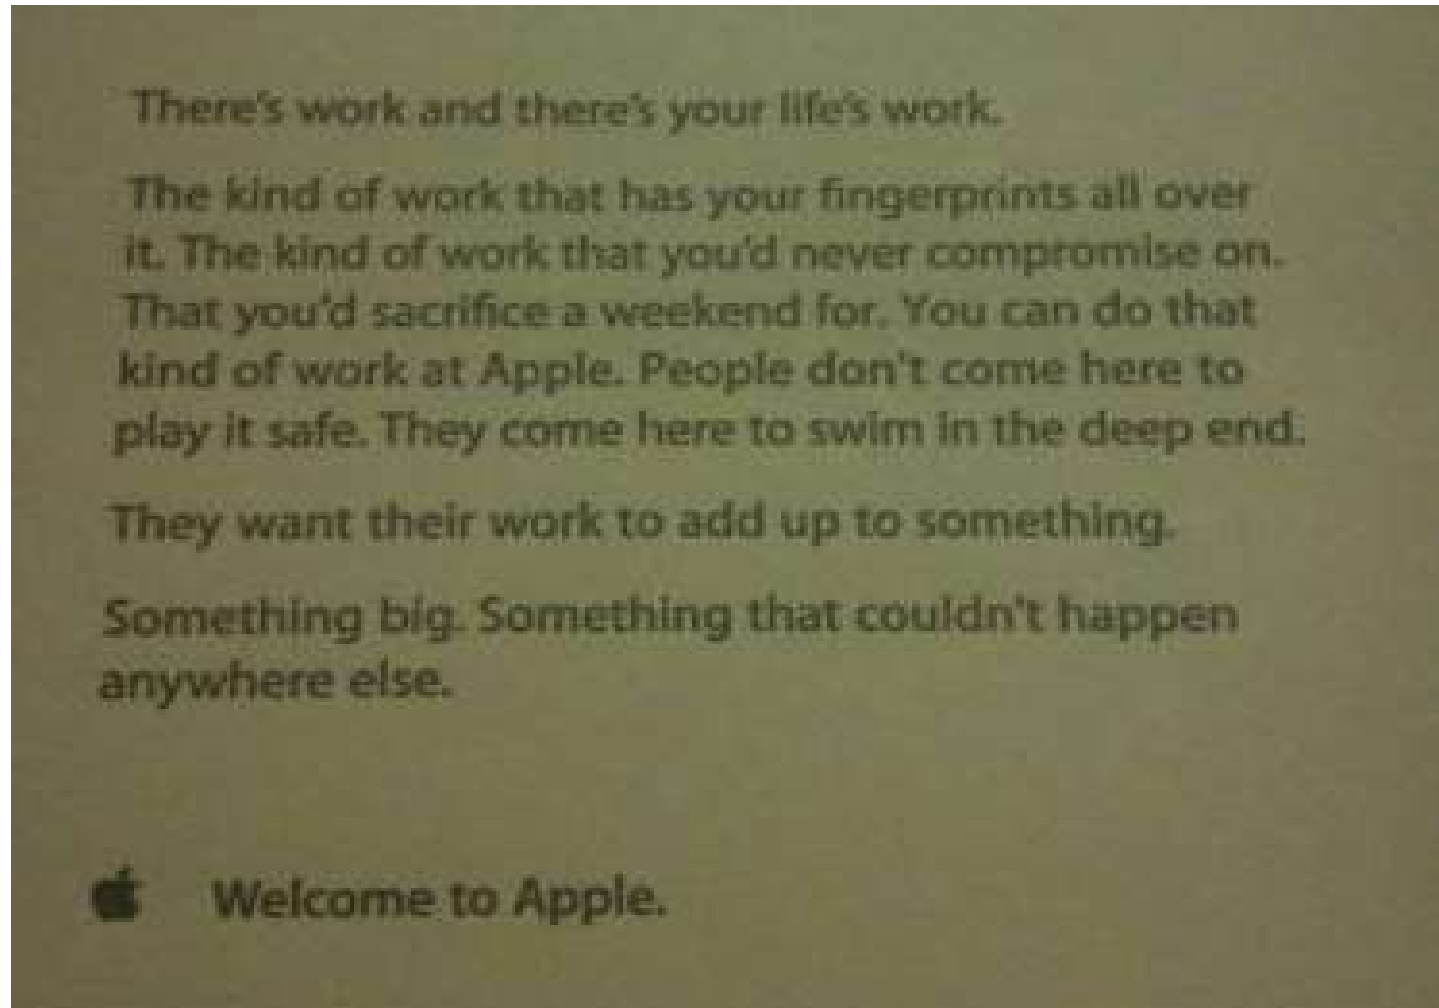 There's work and there's your life's work.
The kind of work that has your fingerprints all over
it. The kind of work that you'd never compromise on.
That you'd sacrifice a weekend for. You can do that
kind of work at Apple. People don't come here to
play it safe. They come here to swim in the deep end.
They want their work to add up to something.
Something big. Something that couldn't happen
anywhere else.
Welcome to Apple.